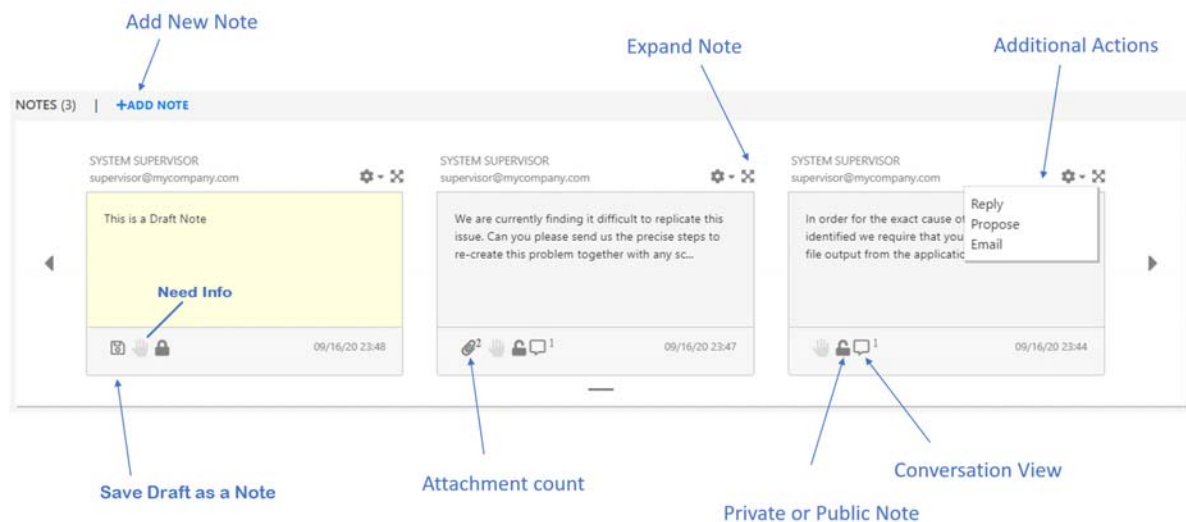 Add New Note
Expand Note
Additional Actions
NOTES (3) | +ADD NOTE
SYSTEM SUPERVISOR
supervisor@mycompany.com
This is a Draft Note
Need Info
09/16/20 23:48
SYSTEM SUPERVISOR
supervisor@mycompany.com
We are currently finding it difficult to replicate this
issue. Can you please send us the precise steps to
re-create this problem together with any sc...
2
1
09/16/20 23:47
SYSTEM SUPERVISOR
supervisor@mycompany.com
In order for the exact cause of
identified we require that you
file output from the applicatio
Reply
Propose
Email
1
09/16/20 23:44
Save Draft as a Note
Attachment count
Conversation View
Private or Public Note